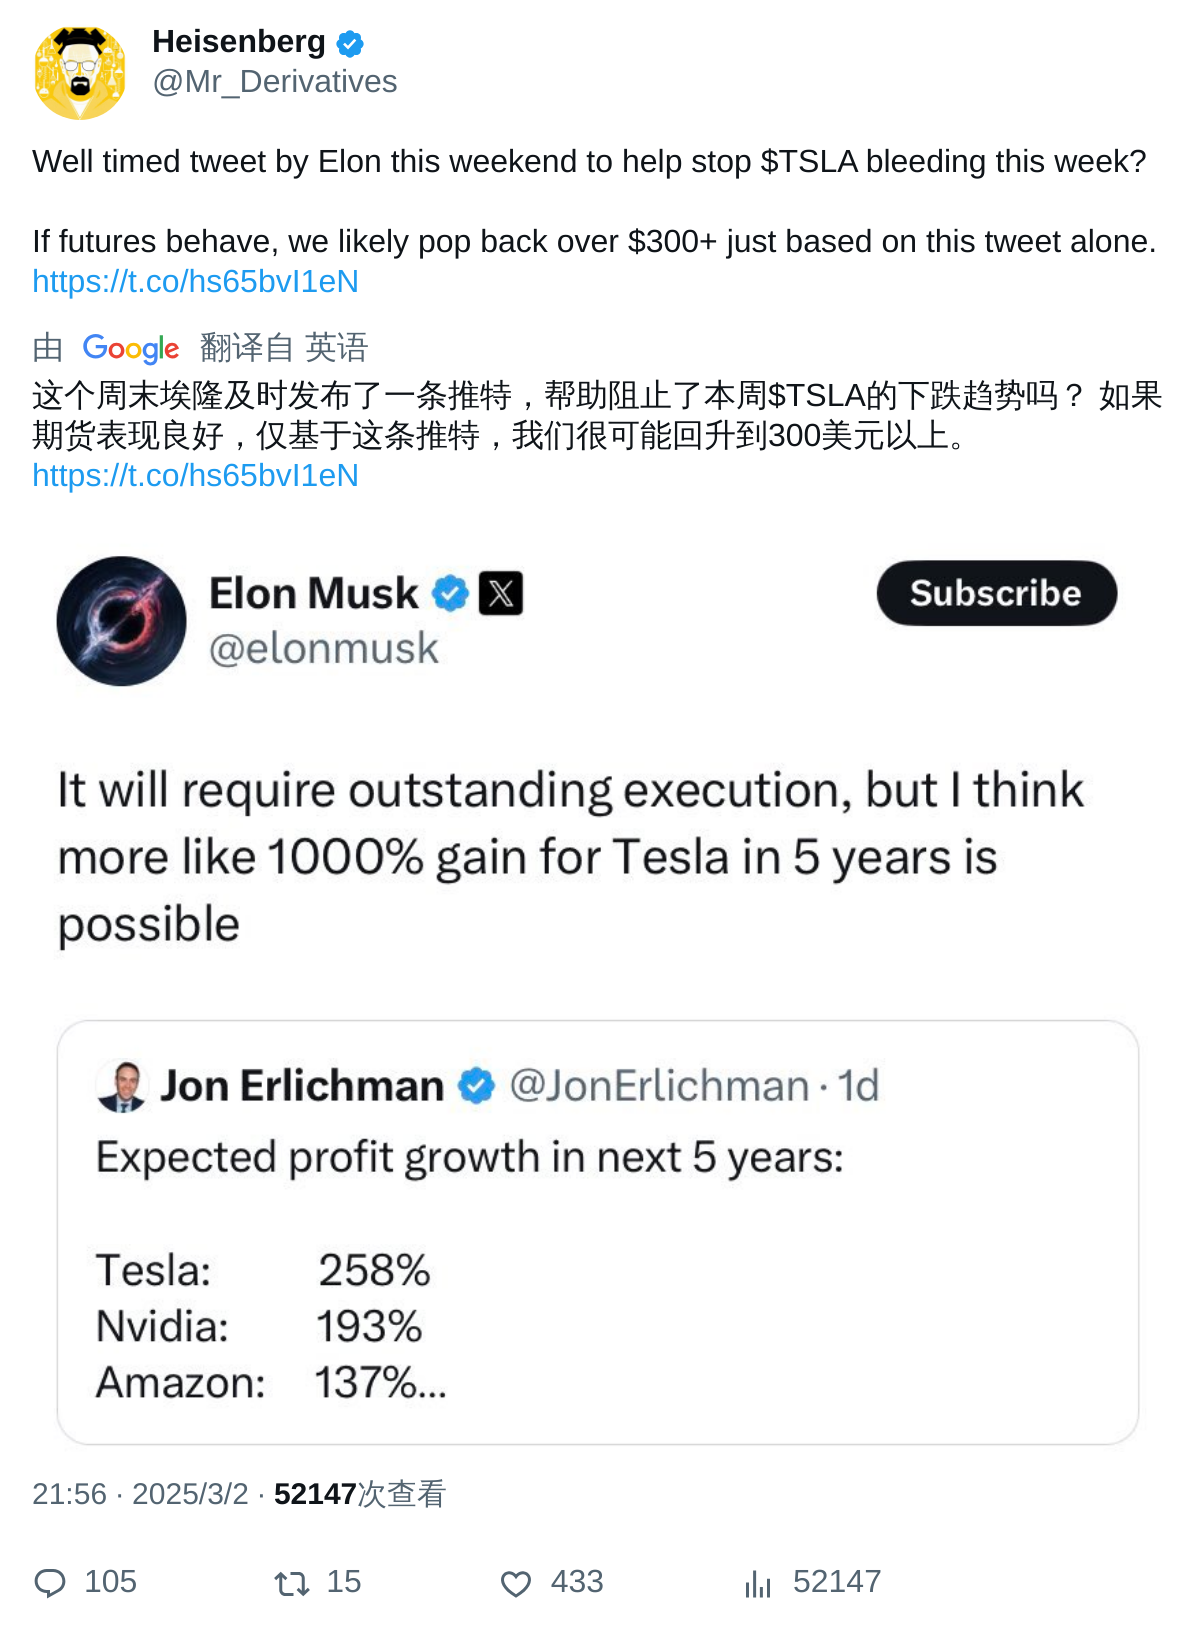 Heisenberg
@Mr_Derivatives
Well timed tweet by Elon this weekend to help stop $TSLA bleeding this week?
If futures behave, we likely pop back over $300+ just based on this tweet alone.
https://t.co/hs65bvI1eN
由 Google 翻译自 英语
这个周末埃隆及时发布了一条推特，帮助阻止了本周$TSLA的下跌趋势吗？ 如果
期货表现良好，仅基于这条推特，我们很可能回升到300美元以上。
https://t.co/hs65bvI1eN
Elon Musk
Subscribe
@elonmusk
It will require outstanding execution, but I think
more like 1000% gain for Tesla in 5 years is
possible
Jon Erlichman @JonErlichman · 1d
Expected profit growth in next 5 years:
Tesla: 258%
Nvidia: 193%
Amazon: 137%...
21:56 · 2025/3/2 · 52147次查看
105 15 433 52147